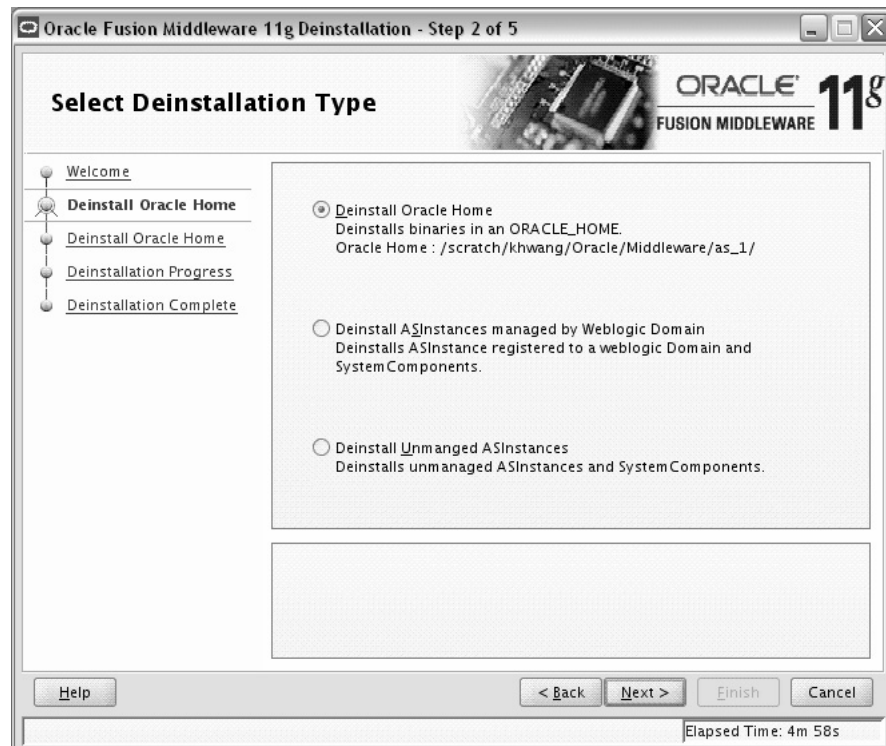 Oracle Fusion Middleware 11g Deinstallation - Step 2 of 5
Select Deinstallation Type
ORACLE
FUSION MIDDLEWARE
11g
Welcome
Deinstall Oracle Home
Deinstall Oracle Home
Deinstallation Progress
Deinstallation Complete
Deinstall Oracle Home
Deinstalls binaries in an ORACLE_HOME.
Oracle Home : /scratch/khwang/Oracle/Middleware/as_1/
Deinstall ASInstances managed by Weblogic Domain
Deinstalls ASInstance registered to a weblogic Domain and
SystemComponents.
Deinstall Unmanged ASInstances
Deinstalls unmanaged ASInstances and SystemComponents.
Help
< Back
Next >
Finish
Cancel
Elapsed Time: 4m 58s